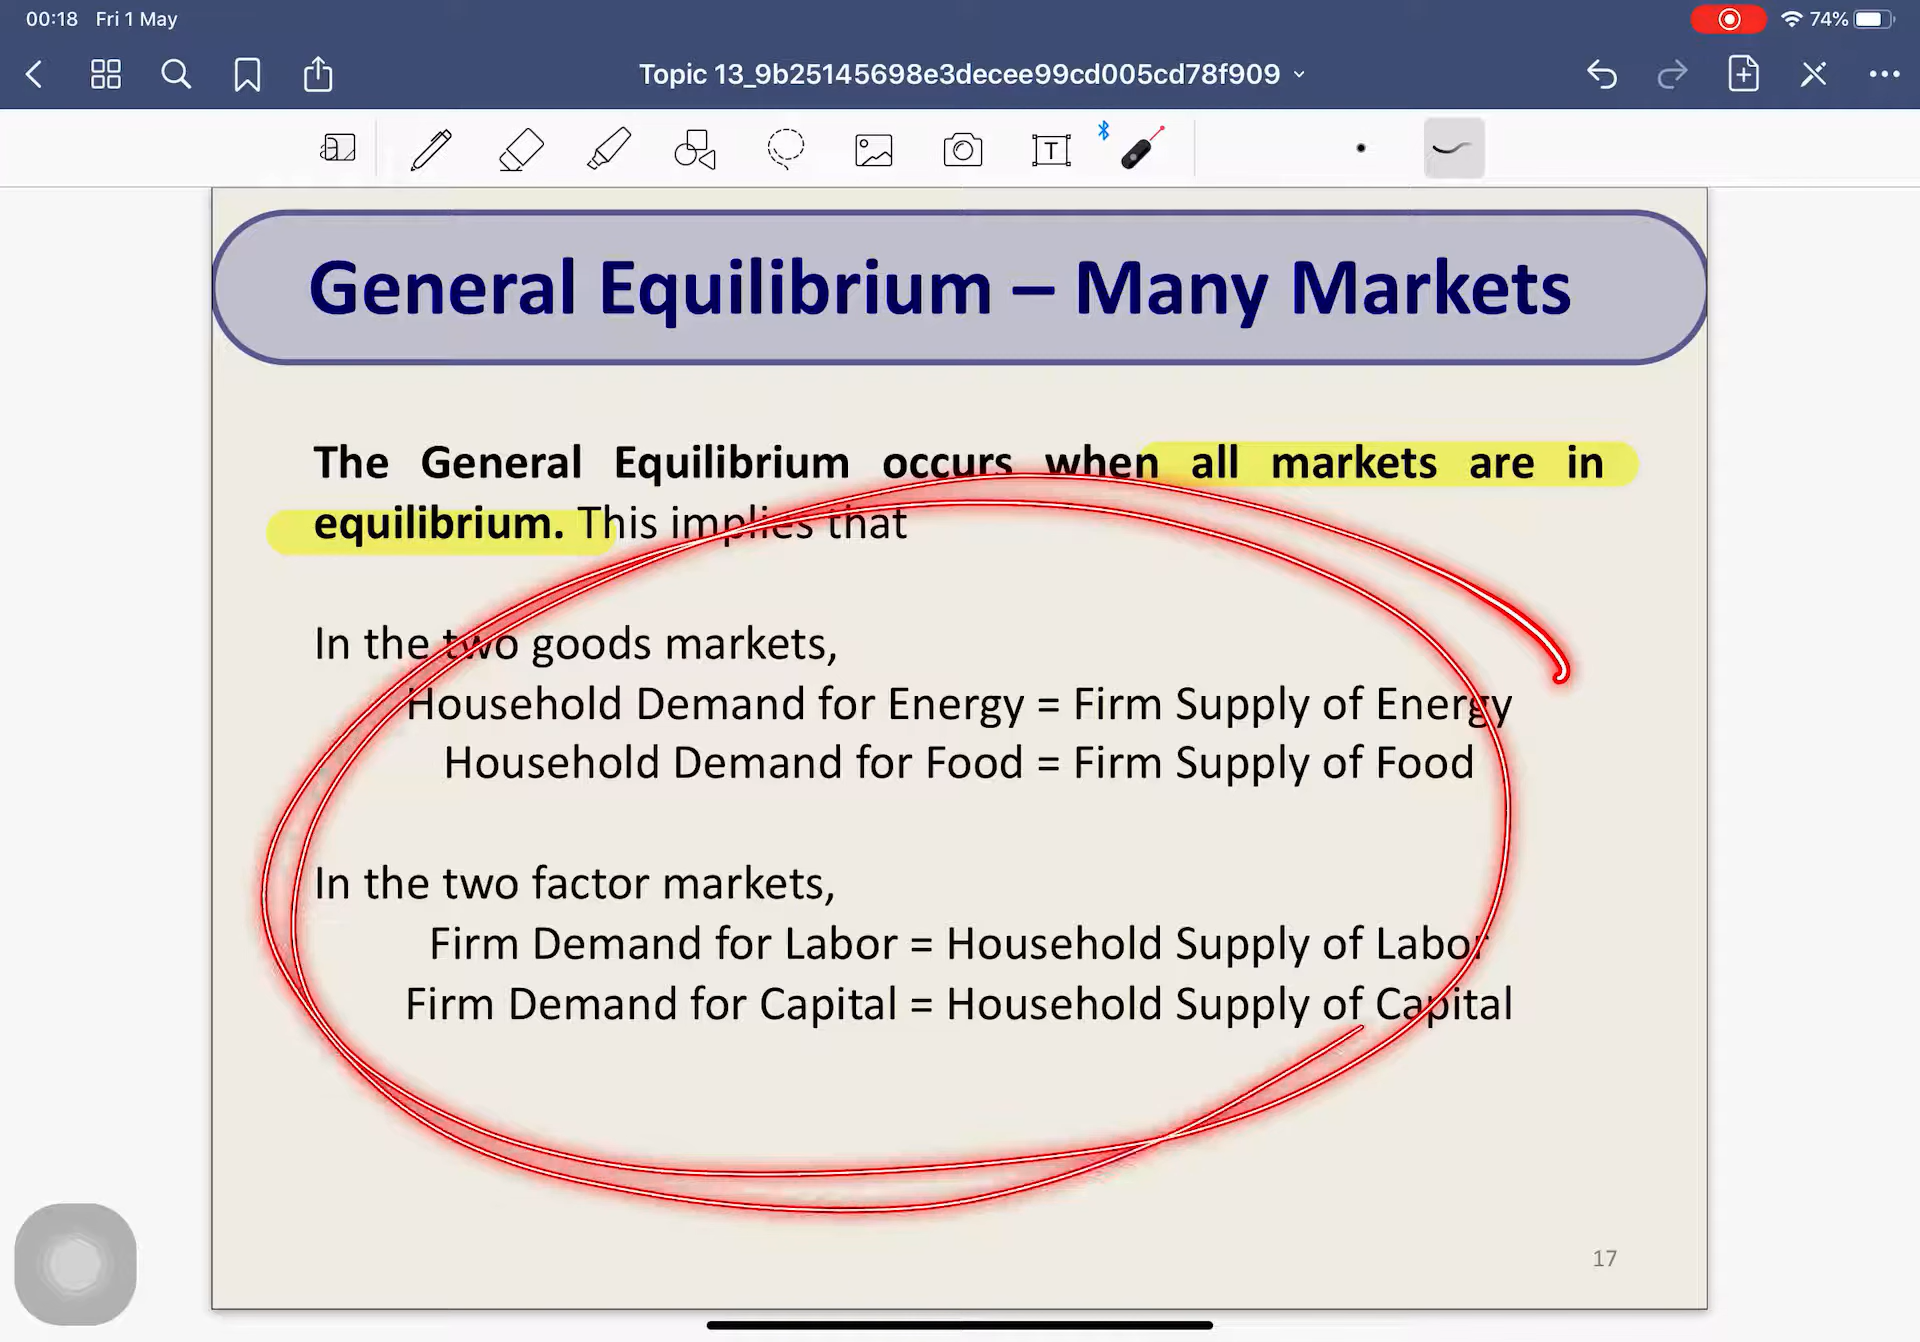 00:18 Fri 1 May
74%
Topic 13_9b25145698e3decee99cd005cd78f909
General Equilibrium – Many Markets
The General Equilibrium occurs when all markets are in
equilibrium. This implies that
In the two goods markets,
Household Demand for Energy = Firm Supply of Energy
Household Demand for Food = Firm Supply of Food
In the two factor markets,
Firm Demand for Labor = Household Supply of Labor
Firm Demand for Capital = Household Supply of Capital
17